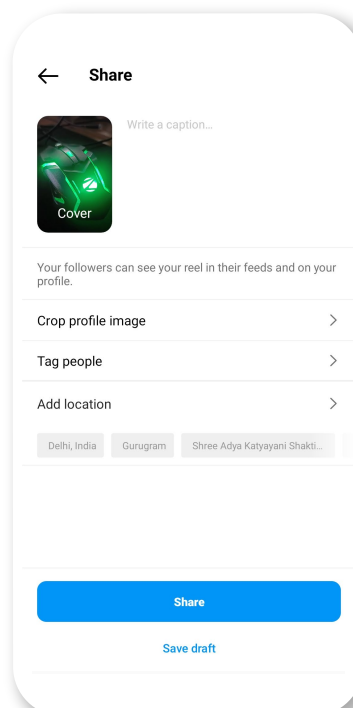 Share
Write a caption...
Cover
Your followers can see your reel in their feeds and on your
profile.
Crop profile image
Tag people
Add location
Delhi, India
Gurugram
Shree Adya Katyayani Shakti...
Share
Save draft